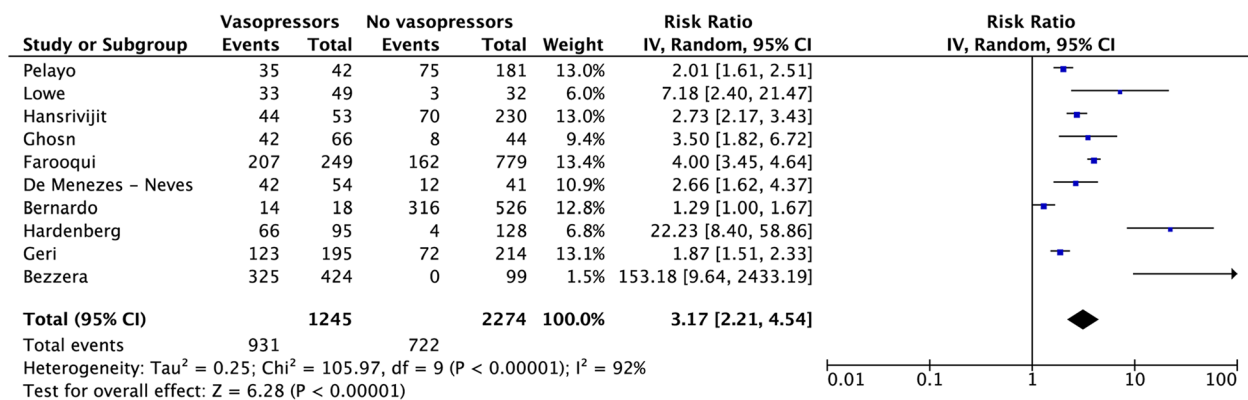 Vasopressors No vasopressors Risk Ratio Risk Ratio
Study or Subgroup Events Total Events Total Weight IV, Random, 95% CI IV, Random, 95% CI
Pelayo 35 42 75 181 13.0% 2.01 [1.61, 2.51]
Lowe 33 49 3 32 6.0% 7.18 [2.40, 21.47]
Hansrivijit 44 53 70 230 13.0% 2.73 [2.17, 3.43]
Ghosn 42 66 8 44 9.4% 3.50 [1.82, 6.72]
Farooqui 207 249 162 779 13.4% 4.00 [3.45, 4.64]
De Menezes – Neves 42 54 12 41 10.9% 2.66 [1.62, 4.37]
Bernardo 14 18 316 526 12.8% 1.29 [1.00, 1.67]
Hardenberg 66 95 4 128 6.8% 22.23 [8.40, 58.86]
Geri 123 195 72 214 13.1% 1.87 [1.51, 2.33]
Bezzera 325 424 0 99 1.5% 153.18 [9.64, 2433.19]
Total (95% CI) 1245 2274 100.0% 3.17 [2.21, 4.54]
Total events 931 722
Heterogeneity: Tau² = 0.25; Chi² = 105.97, df = 9 (P < 0.00001); I² = 92%
Test for overall effect: Z = 6.28 (P < 0.00001)
0.01 0.1 1 10 100